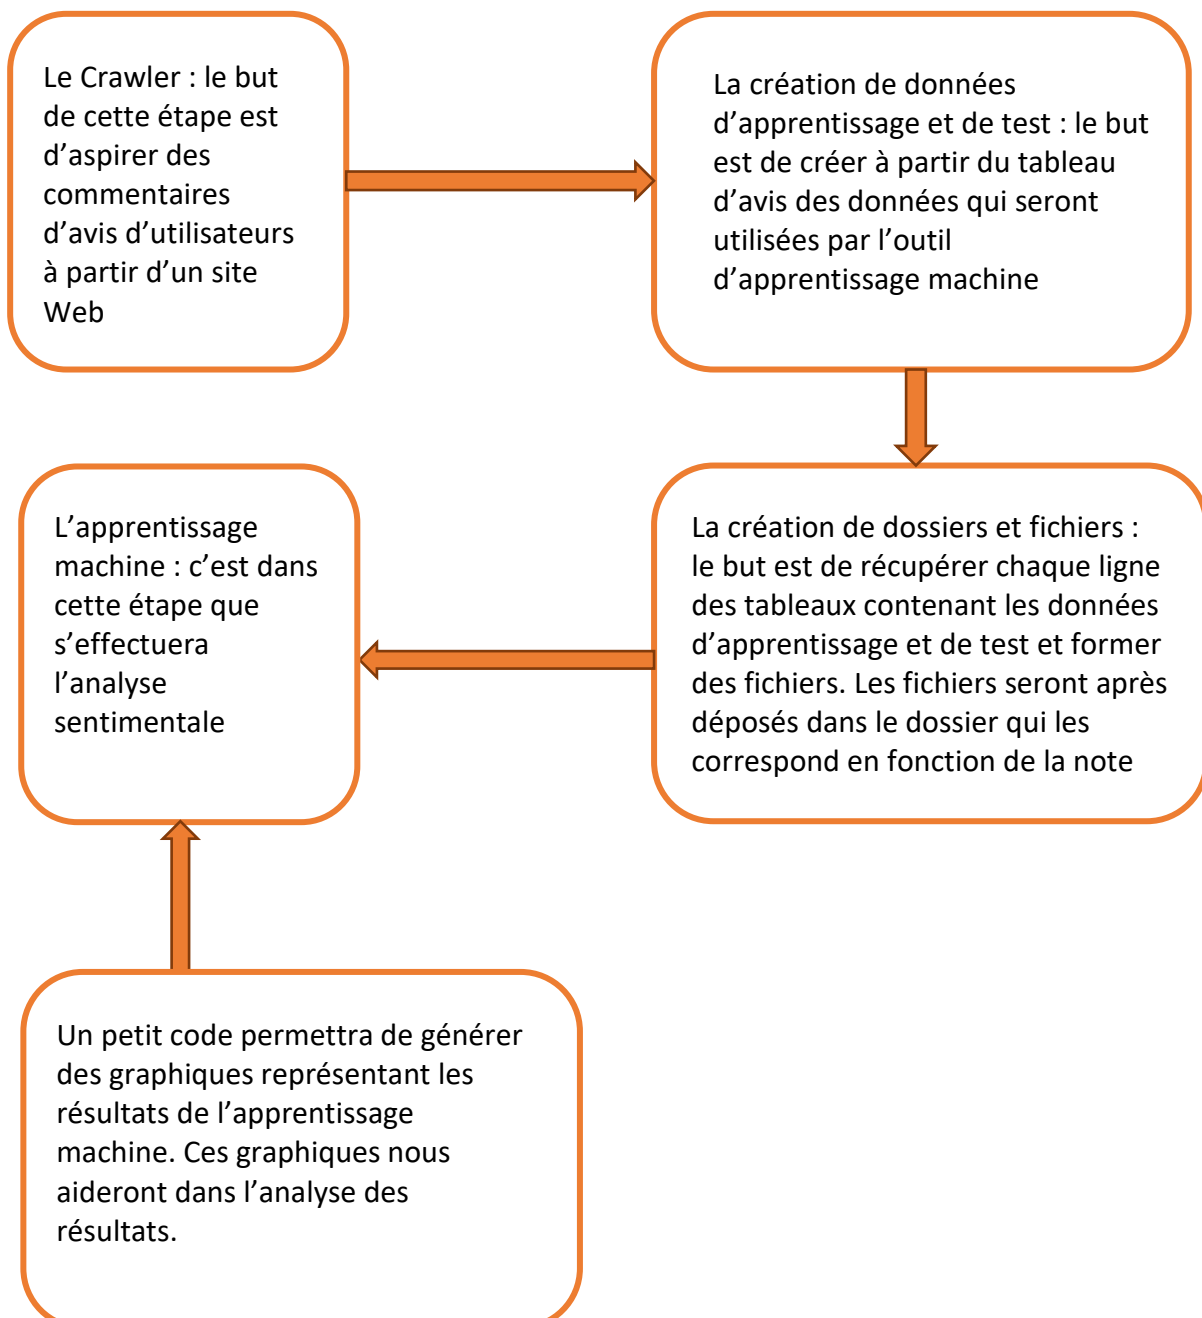 Le Crawler : le but
de cette étape est
d’aspirer des
commentaires
d’avis d’utilisateurs
à partir d’un site
Web
La création de données
d’apprentissage et de test : le but
est de créer à partir du tableau
d’avis des données qui seront
utilisées par l’outil
d’apprentissage machine
La création de dossiers et fichiers :
le but est de récupérer chaque ligne
des tableaux contenant les données
d’apprentissage et de test et former
des fichiers. Les fichiers seront après
déposés dans le dossier qui les
correspond en fonction de la note
L’apprentissage
machine : c’est dans
cette étape que
s’effectuera
l’analyse
sentimentale
Un petit code permettra de générer
des graphiques représentant les
résultats de l’apprentissage
machine. Ces graphiques nous
aideront dans l’analyse des
résultats.